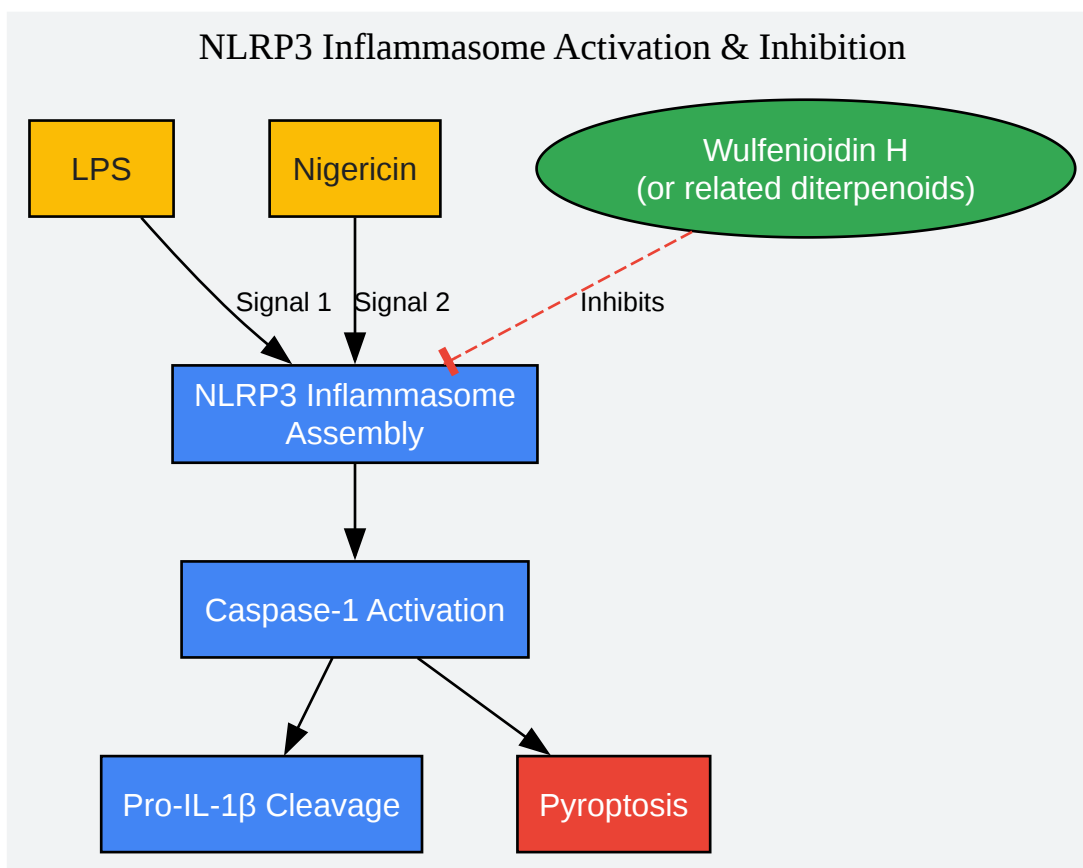 NLRP3 Inflammasome Activation & Inhibition
LPS
Nigericin
Wulfenioidin H
(or related diterpenoids)
Signal 1
Signal 2
Inhibits
NLRP3 Inflammasome
Assembly
Caspase-1 Activation
Pro-IL-1β Cleavage
Pyroptosis